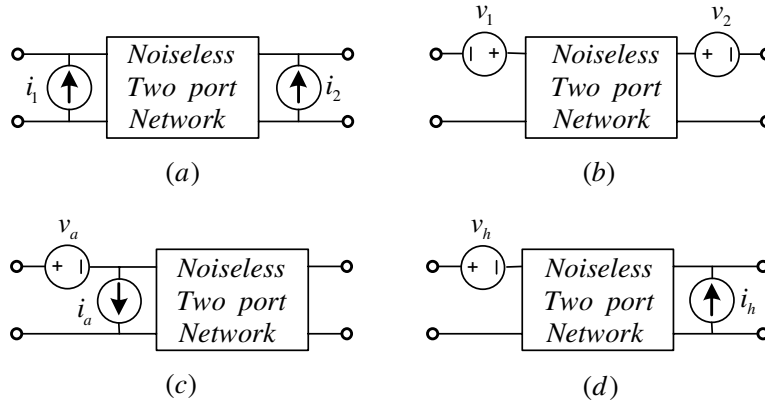 v1 v2
Noiseless
i1 Two port i2
Network
+ Noiseless +
Two port
Network
(a) (b)
va vh
+ Noiseless
ia Two port
Network
+ Noiseless
Two port ih
Network
(c) (d)